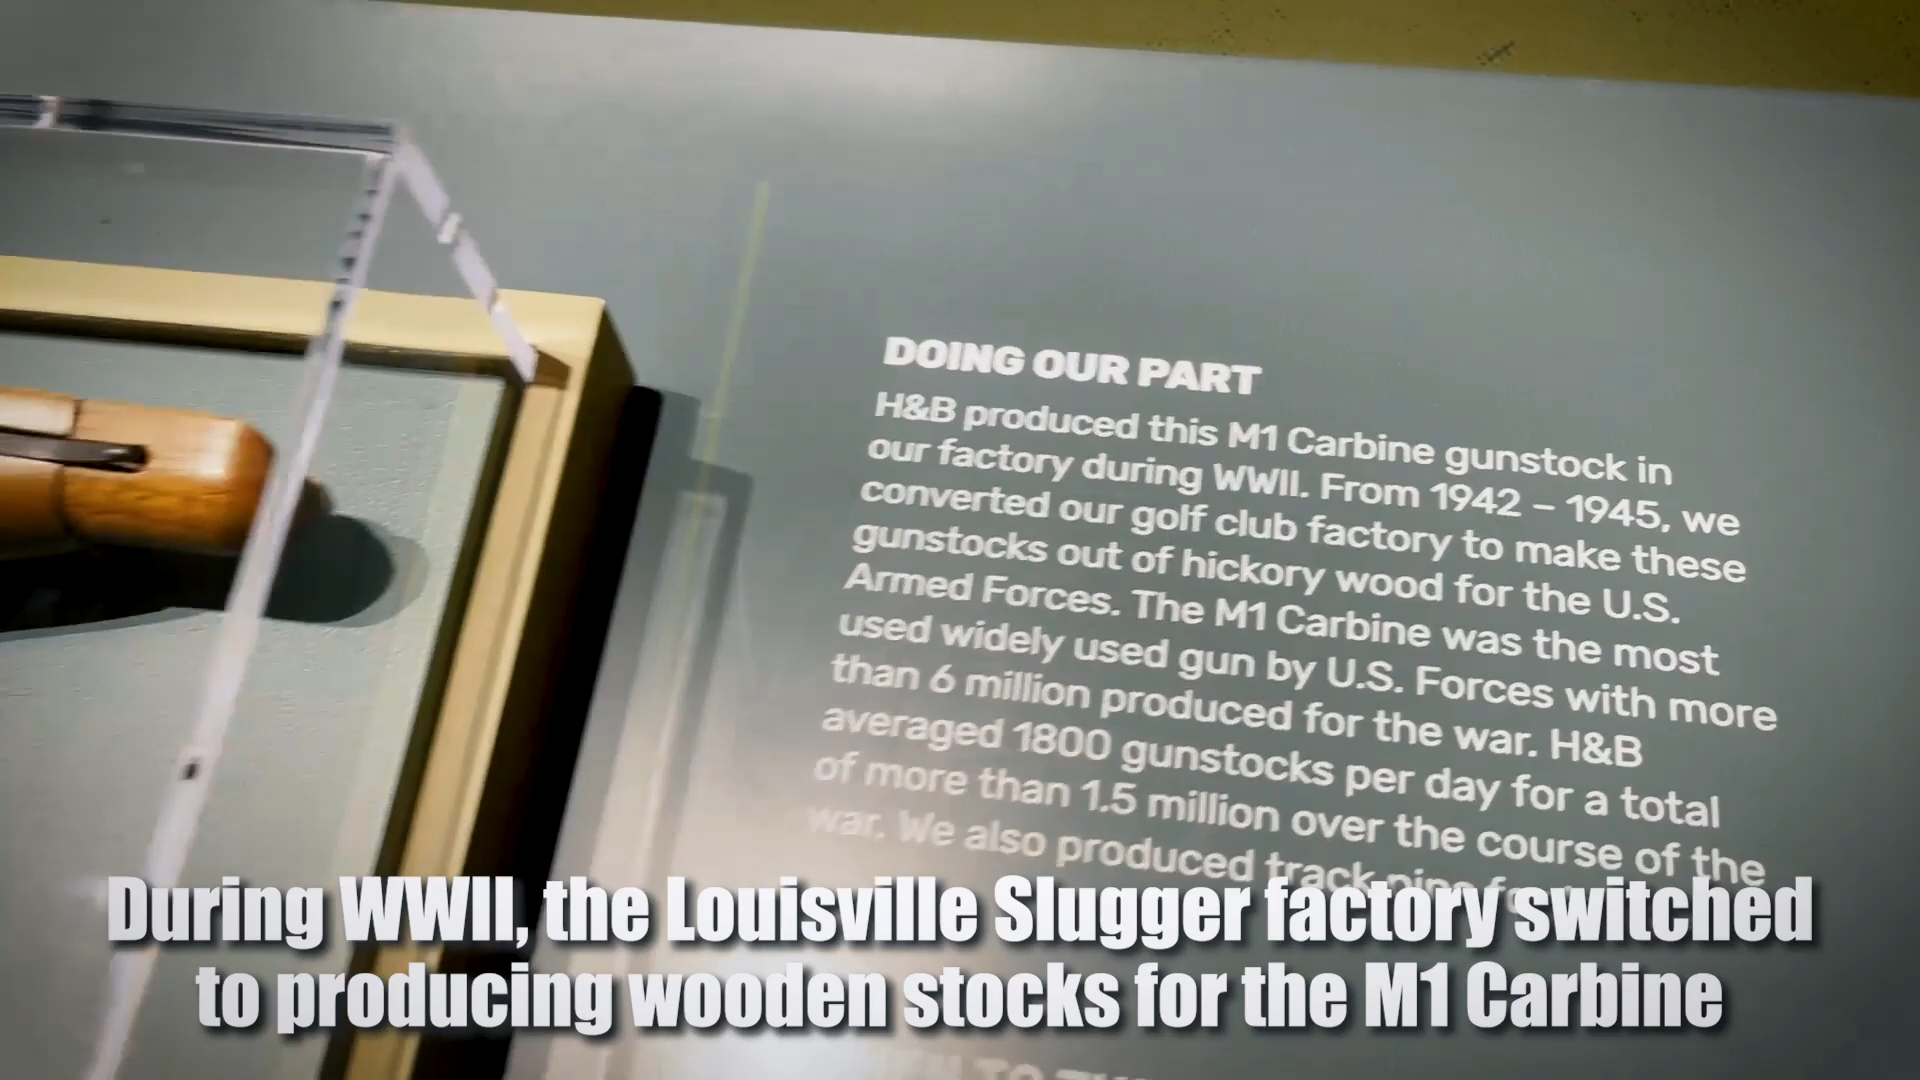 DOING OUR PART
H&B produced this M1 Carbine gunstock in
our factory during WWII. From 1942 – 1945, we
converted our golf club factory to make these
gunstocks out of hickory wood for the U.S.
Armed Forces. The M1 Carbine was the most
used widely used gun by U.S. Forces with more
than 6 million produced for the war. H&B
averaged 1800 gunstocks per day for a total
of more than 1.5 million over the course of the
war. We also produced track pins
During WWII, the Louisville Slugger factory switched
to producing wooden stocks for the M1 Carbine